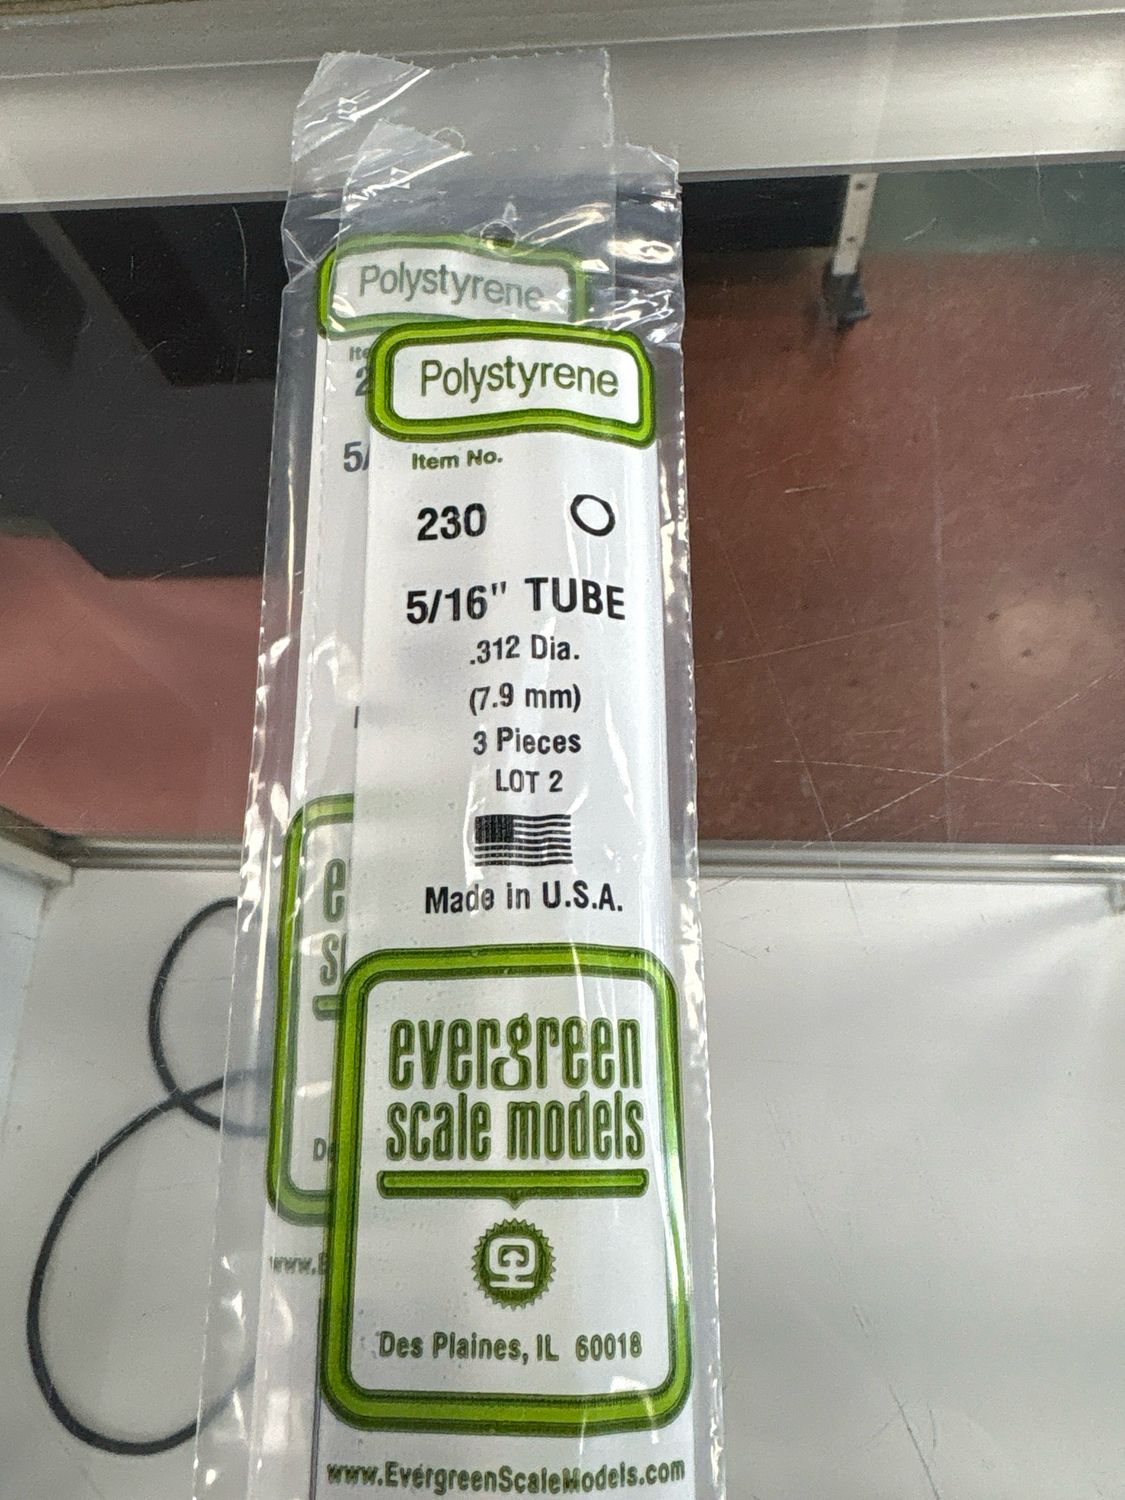 Polystyrene
Polystyrene
Item No.
230
5/16" TUBE
.312 Dia.
(7.9 mm)
3 Pieces
LOT 2
Made in U.S.A.
evergreen
scale models
Des Plaines, IL 60018
www.EvergreenScaleModels.com